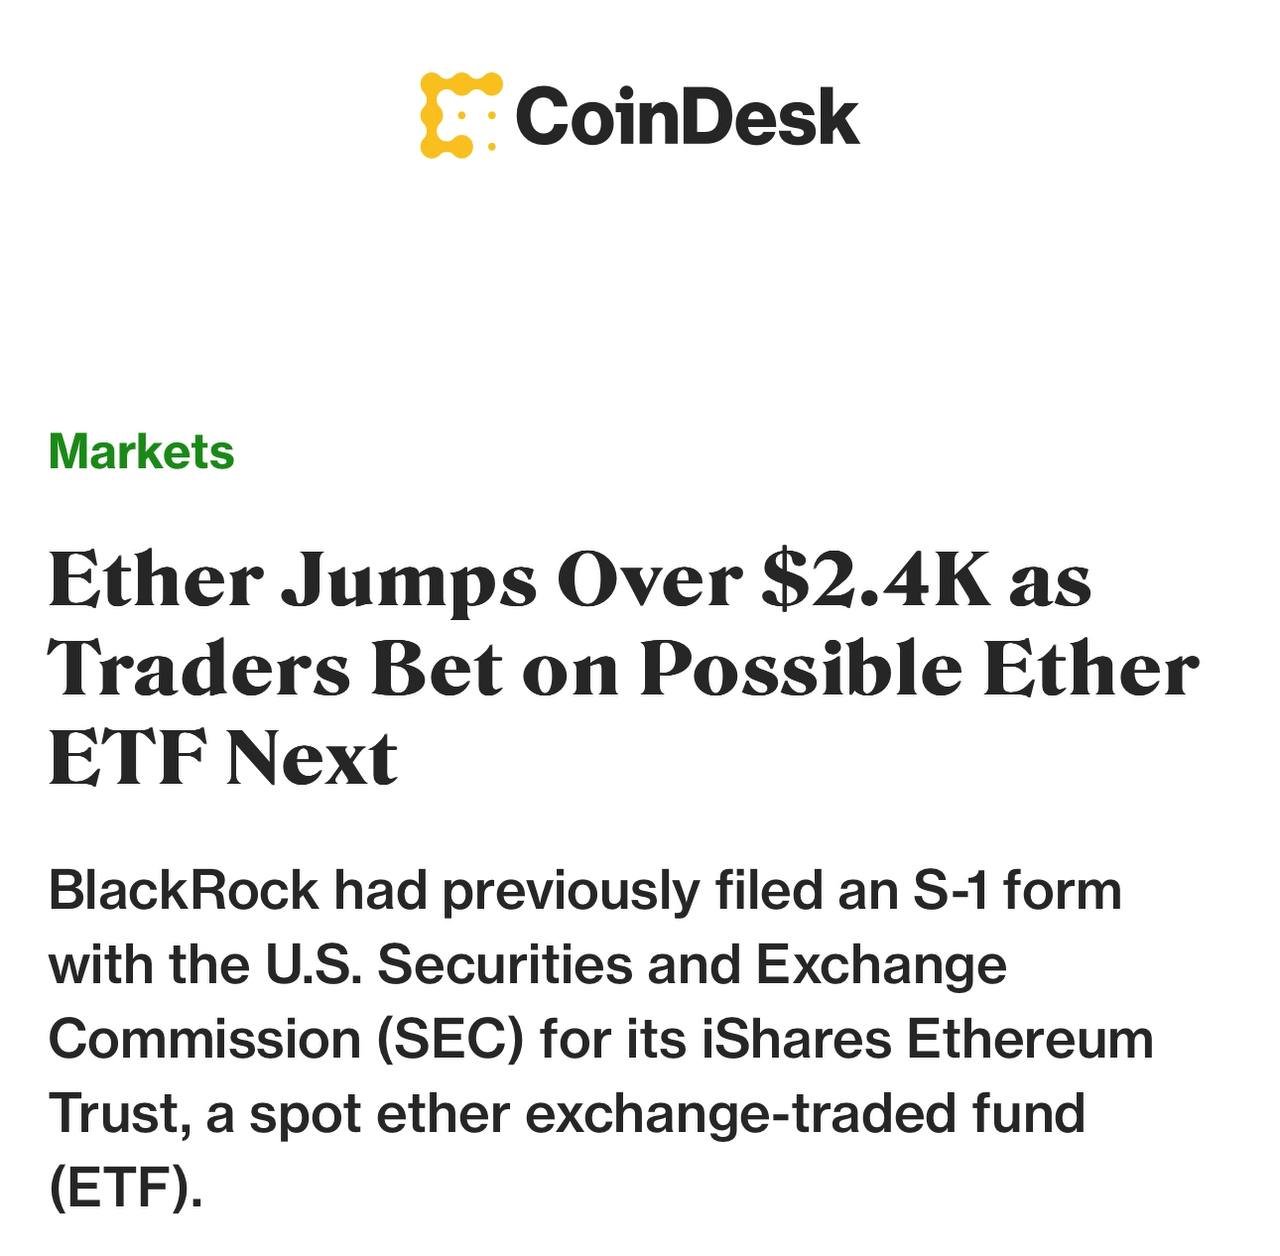 CoinDesk
Markets
Ether Jumps Over $2.4K as
Traders Bet on Possible Ether
ETF Next
BlackRock had previously filed an S-1 form
with the U.S. Securities and Exchange
Commission (SEC) for its iShares Ethereum
Trust, a spot ether exchange-traded fund
(ETF).